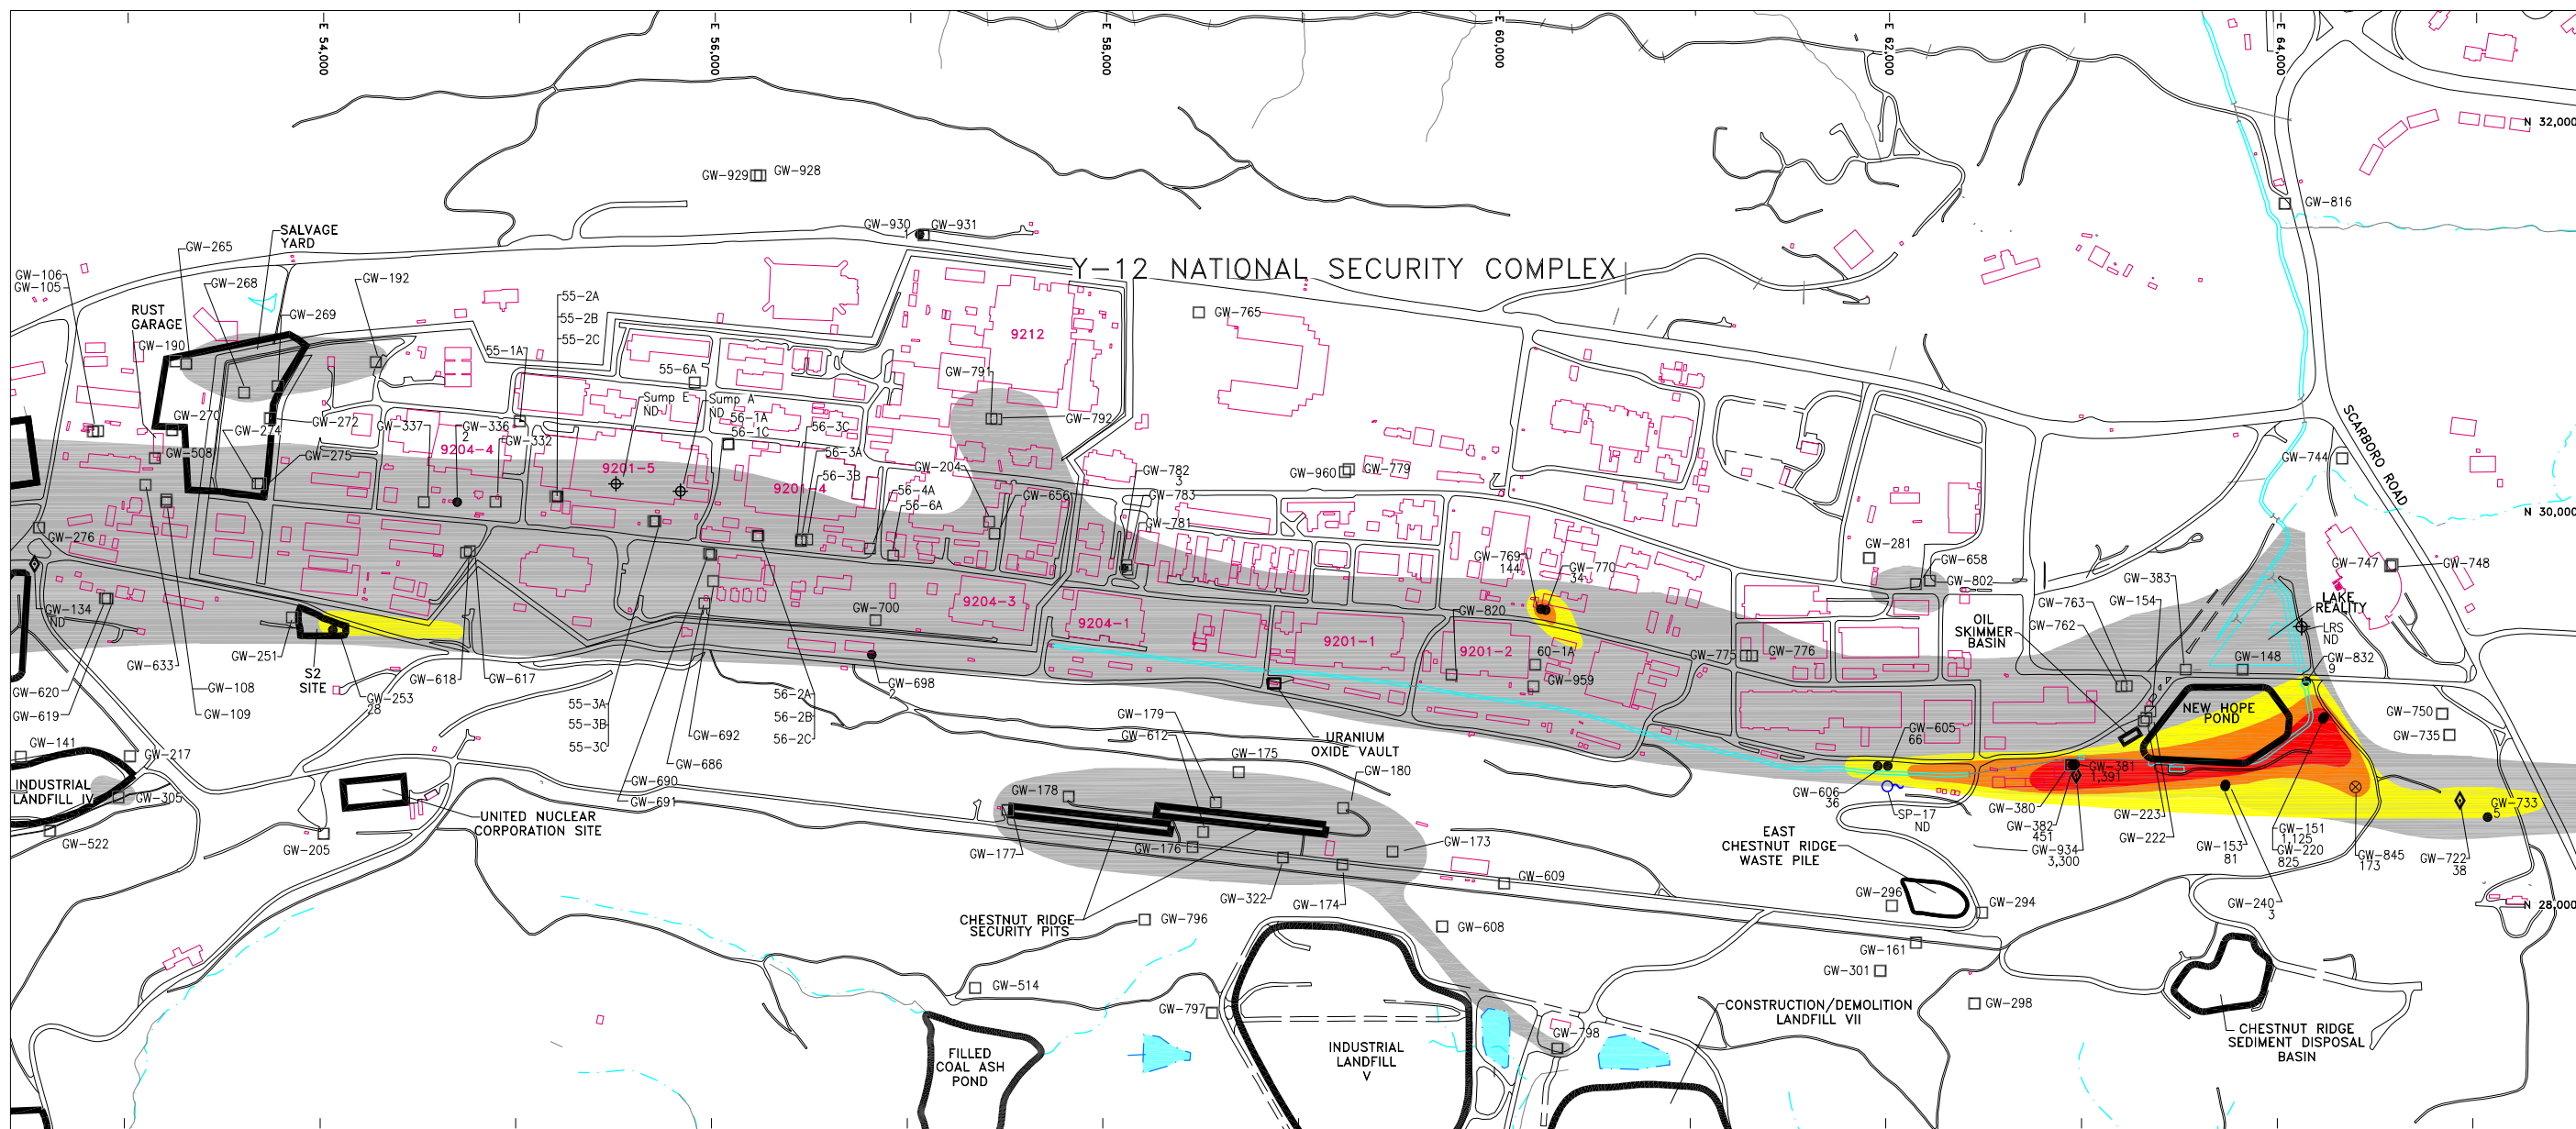 E 54,000
E 56,000
E 58,000
E 60,000
E 62,000
E 64,000
N 32,000
GW-929
GW-928
GW-816
GW-930
1
GW-931
SALVAGE
YARD
GW-265
Y-12 NATIONAL SECURITY COMPLEX
GW-106
GW-105
GW-268
GW-192
55-2A
55-2B
55-2C
GW-269
RUST
GARAGE
GW-190
GW-765
9212
55-1A
55-6A
GW-791
Sump E
ND
Sump A
ND
GW-270
GW-272
GW-274
GW-337
GW-336
2
GW-332
56-1A
56-1C
56-3C
GW-792
SCARBORO ROAD
9204-4
GW-508
GW-275
9201-5
56-3A
56-3B
9201-4
GW-204
GW-782
3
GW-960
GW-779
GW-744
56-4A
56-6A
GW-656
GW-783
GW-781
N 30,000
GW-276
GW-769
144
GW-770
34
GW-281
GW-658
GW-802
GW-383
GW-747
GW-748
GW-134
ND
GW-700
9204-3
9204-1
GW-820
GW-763
GW-154
GW-762
LAKE
REALITY
OIL
SKIMMER
BASIN
LRS
ND
9201-1
9201-2
60-1A
GW-775
GW-776
GW-251
GW-633
S2
SITE
GW-618
GW-617
GW-148
GW-832
9
GW-620
GW-619
GW-108
GW-109
GW-253
28
GW-698
2
56-2A
56-2B
56-2C
GW-959
55-3A
55-3B
55-3C
GW-692
GW-686
GW-690
GW-691
GW-179
GW-612
GW-175
URANIUM
OXIDE VAULT
GW-605
66
NEW HOPE
POND
GW-750
GW-735
GW-141
GW-217
GW-180
GW-381
1,391
INDUSTRIAL
LANDFILL IV
GW-305
GW-178
GW-606
36
SP-17
ND
GW-380
GW-382
451
GW-934
3,300
GW-223
GW-222
GW-153
81
GW-151
1,125
GW-220
825
GW-845
173
GW-733
5
GW-722
38
UNITED NUCLEAR
CORPORATION SITE
GW-522
GW-205
GW-177
GW-176
GW-173
EAST
CHESTNUT RIDGE
WASTE PILE
GW-609
GW-322
GW-174
GW-296
GW-294
GW-240
3
N 28,000
CHESTNUT RIDGE
SECURITY PITS
GW-796
GW-608
GW-161
GW-301
GW-514
GW-797
GW-298
CONSTRUCTION/DEMOLITION
LANDFILL VII
GW-798
CHESTNUT RIDGE
SEDIMENT DISPOSAL
BASIN
FILLED
COAL ASH
POND
INDUSTRIAL
LANDFILL
V